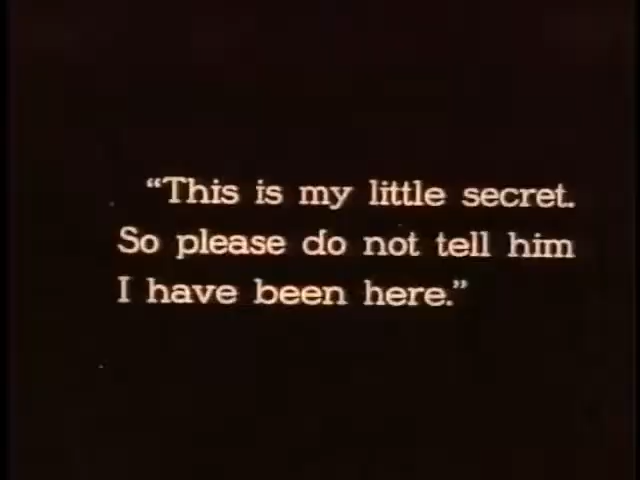 “This is my little secret.
So please do not tell him
I have been here.”